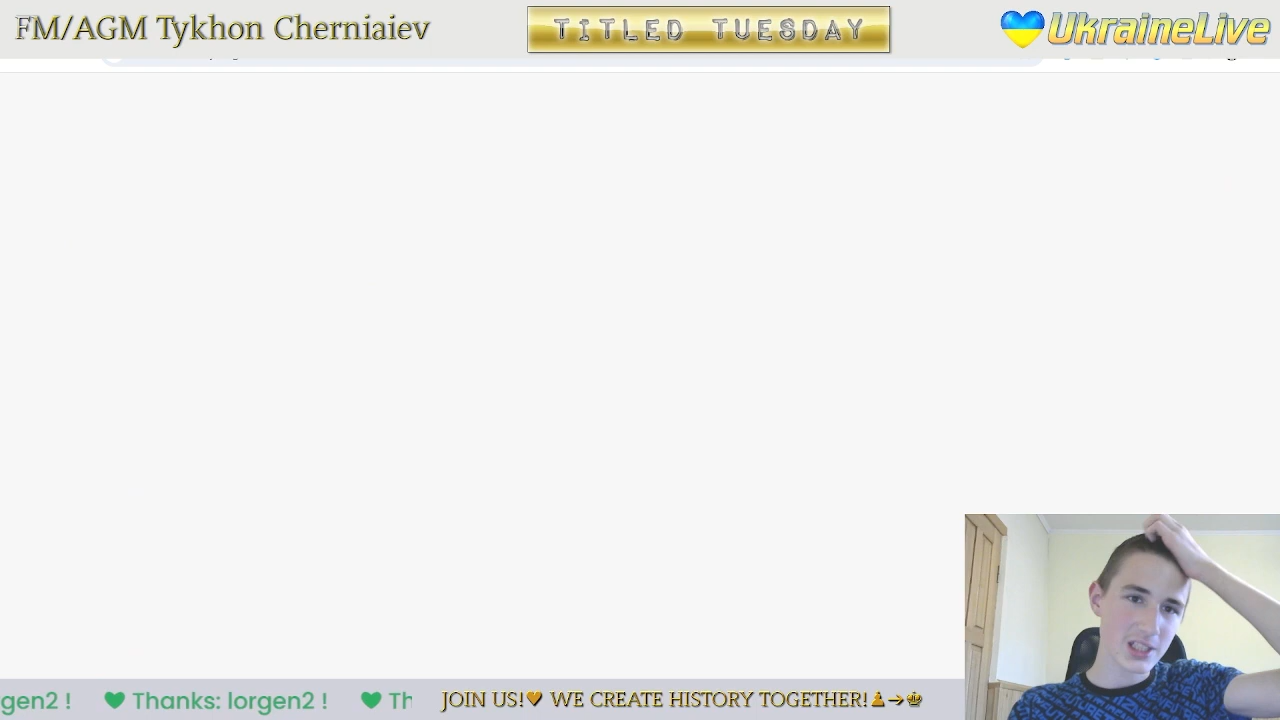 FM/AGM Tykhon Cherniaiev
TITLED TUESDAY
UkraineLive
gen2 ! Thanks: lorgen2 ! Th
JOIN US! WE CREATE HISTORY TOGETHER!